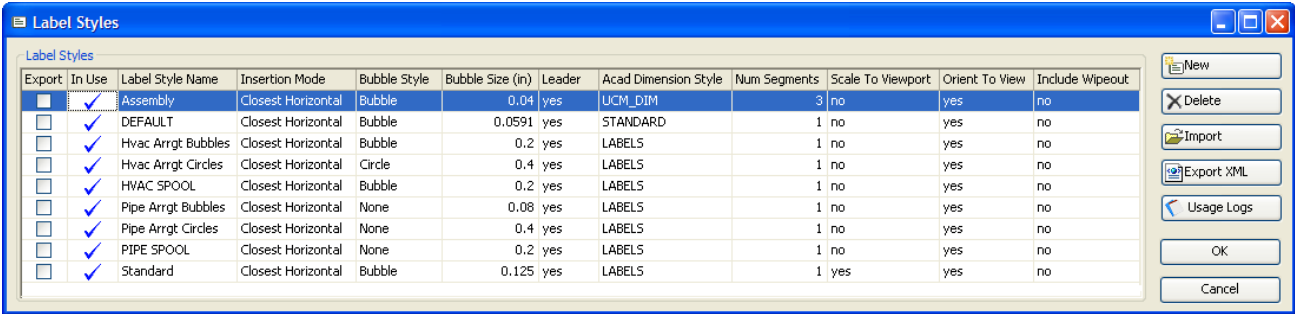 Label Styles
Label Styles
Export In Use Label Style Name Insertion Mode Bubble Style Bubble Size (in) Leader Acad Dimension Style Num Segments Scale To Viewport Orient To View Include Wipeout
Assembly Closest Horizontal Bubble 0.04 yes UCM_DIM 3 no yes no
DEFAULT Closest Horizontal Bubble 0.0591 yes STANDARD 1 no yes no
Hvac Arrgt Bubbles Closest Horizontal Bubble 0.2 yes LABELS 1 no yes no
Hvac Arrgt Circles Closest Horizontal Circle 0.4 yes LABELS 1 no yes no
HVAC SPOOL Closest Horizontal Bubble 0.2 yes LABELS 1 no yes no
Pipe Arrgt Bubbles Closest Horizontal None 0.08 yes LABELS 1 no yes no
Pipe Arrgt Circles Closest Horizontal None 0.4 yes LABELS 1 no yes no
PIPE SPOOL Closest Horizontal None 0.2 yes LABELS 1 no yes no
Standard Closest Horizontal Bubble 0.125 yes LABELS 1 yes yes no
New
Delete
Import
Export XML
Usage Logs
OK
Cancel